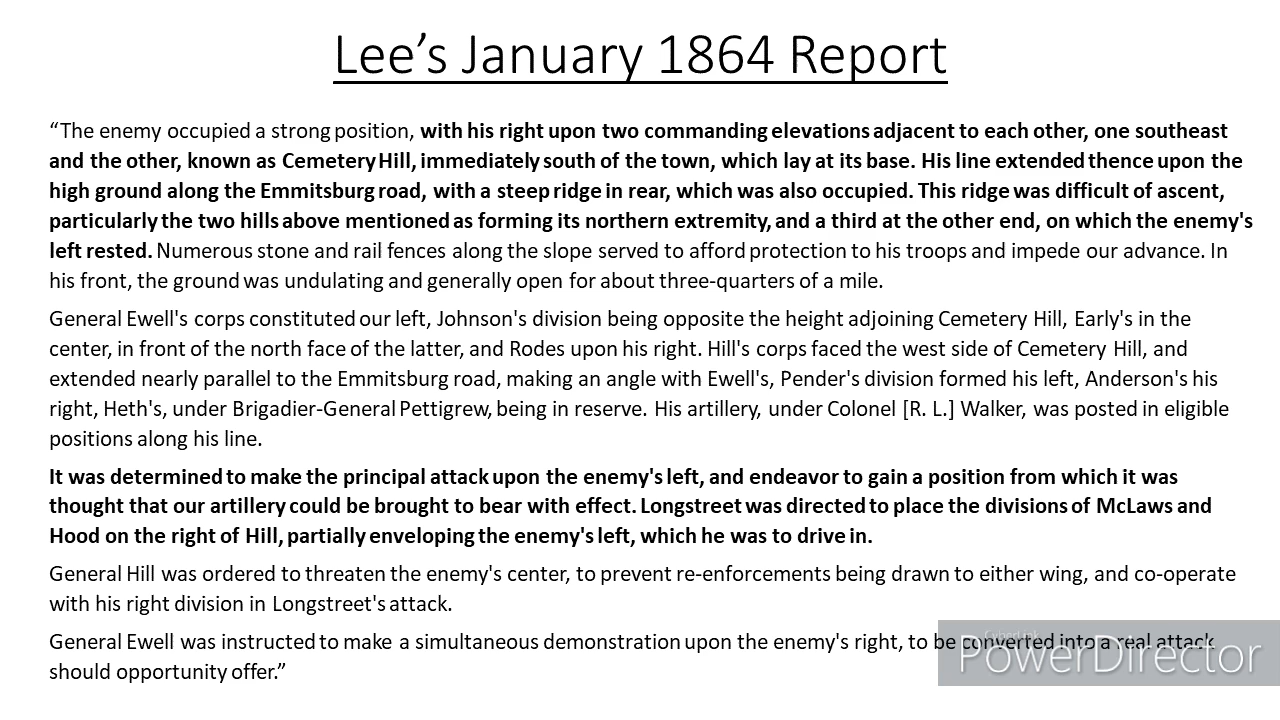 Lee’s January 1864 Report
“The enemy occupied a strong position, with his right upon two commanding elevations adjacent to each other, one southeast
and the other, known as Cemetery Hill, immediately south of the town, which lay at its base. His line extended thence upon the
high ground along the Emmitsburg road, with a steep ridge in rear, which was also occupied. This ridge was difficult of ascent,
particularly the two hills above mentioned as forming its northern extremity, and a third at the other end, on which the enemy's
left rested. Numerous stone and rail fences along the slope served to afford protection to his troops and impede our advance. In
his front, the ground was undulating and generally open for about three-quarters of a mile.
General Ewell's corps constituted our left, Johnson's division being opposite the height adjoining Cemetery Hill, Early's in the
center, in front of the north face of the latter, and Rodes upon his right. Hill's corps faced the west side of Cemetery Hill, and
extended nearly parallel to the Emmitsburg road, making an angle with Ewell's, Pender's division formed his left, Anderson's his
right, Heth's, under Brigadier-General Pettigrew, being in reserve. His artillery, under Colonel [R. L.] Walker, was posted in eligible
positions along his line.
It was determined to make the principal attack upon the enemy's left, and endeavor to gain a position from which it was
thought that our artillery could be brought to bear with effect. Longstreet was directed to place the divisions of McLaws and
Hood on the right of Hill, partially enveloping the enemy's left, which he was to drive in.
General Hill was ordered to threaten the enemy's center, to prevent re-enforcements being drawn to either wing, and co-operate
with his right division in Longstreet's attack.
General Ewell was instructed to make a simultaneous demonstration upon the enemy's right, to be converted into a real attack
should opportunity offer.”
CyberLink
PowerDirector